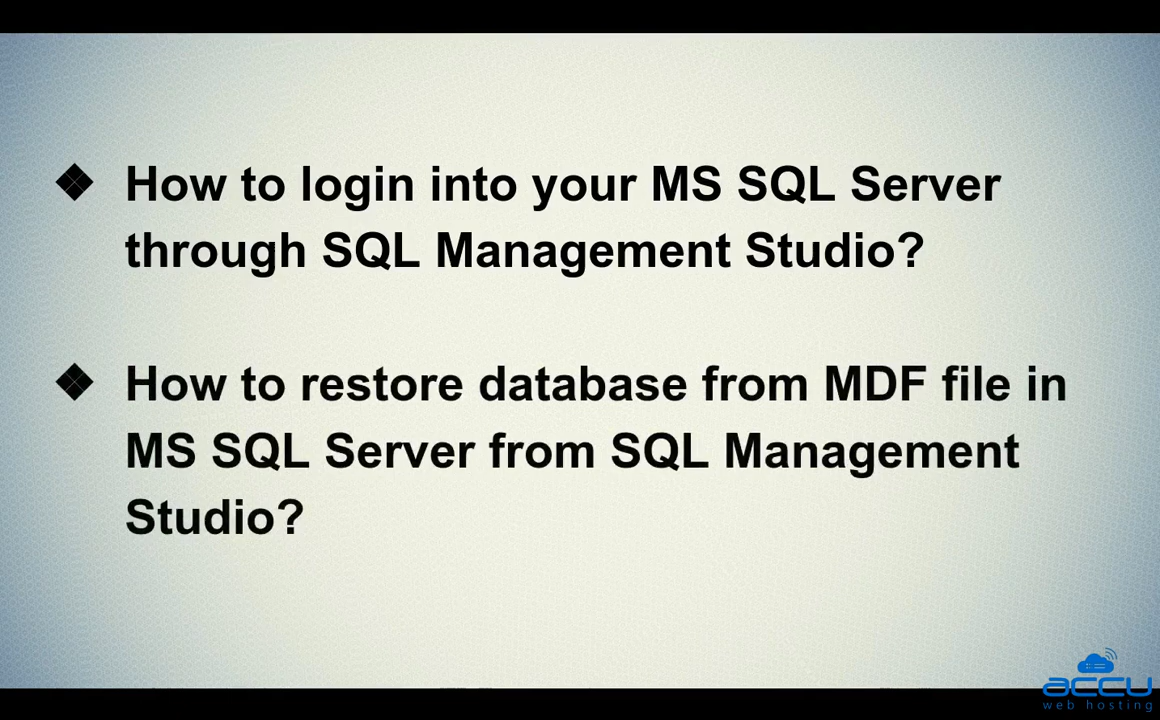 ❖ How to login into your MS SQL Server
through SQL Management Studio?
❖ How to restore database from MDF file in
MS SQL Server from SQL Management
Studio?
accu
web hosting